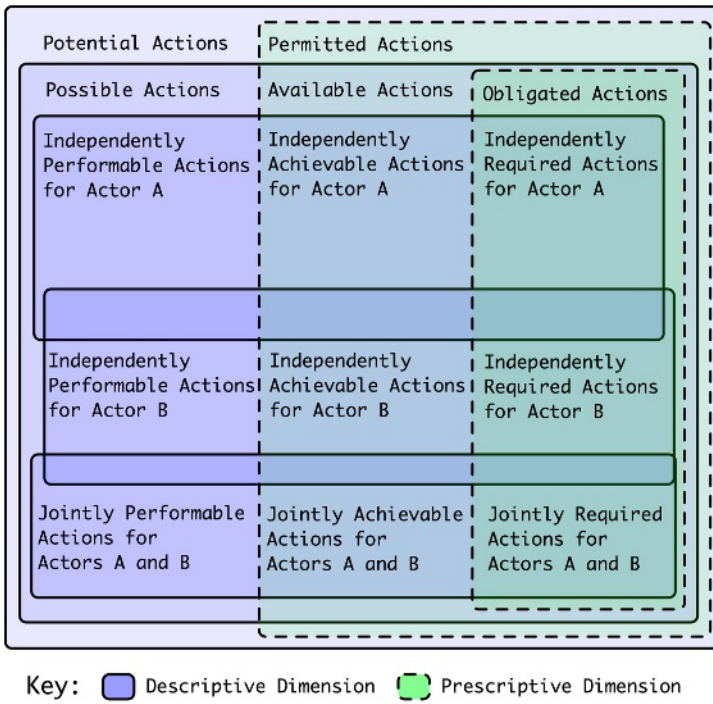 Potential Actions
Permitted Actions
Possible Actions
Available Actions
Obligated Actions
Independently
Performable Actions
for Actor A
Independently
Achievable Actions
for Actor A
Independently
Required Actions
for Actor A
Independently
Performable Actions
for Actor B
Independently
Achievable Actions
for Actor B
Independently
Required Actions
for Actor B
Jointly Performable
Actions for
Actors A and B
Jointly Achievable
Actions for
Actors A and B
Jointly Required
Actions for
Actors A and B
Key: Descriptive Dimension Prescriptive Dimension